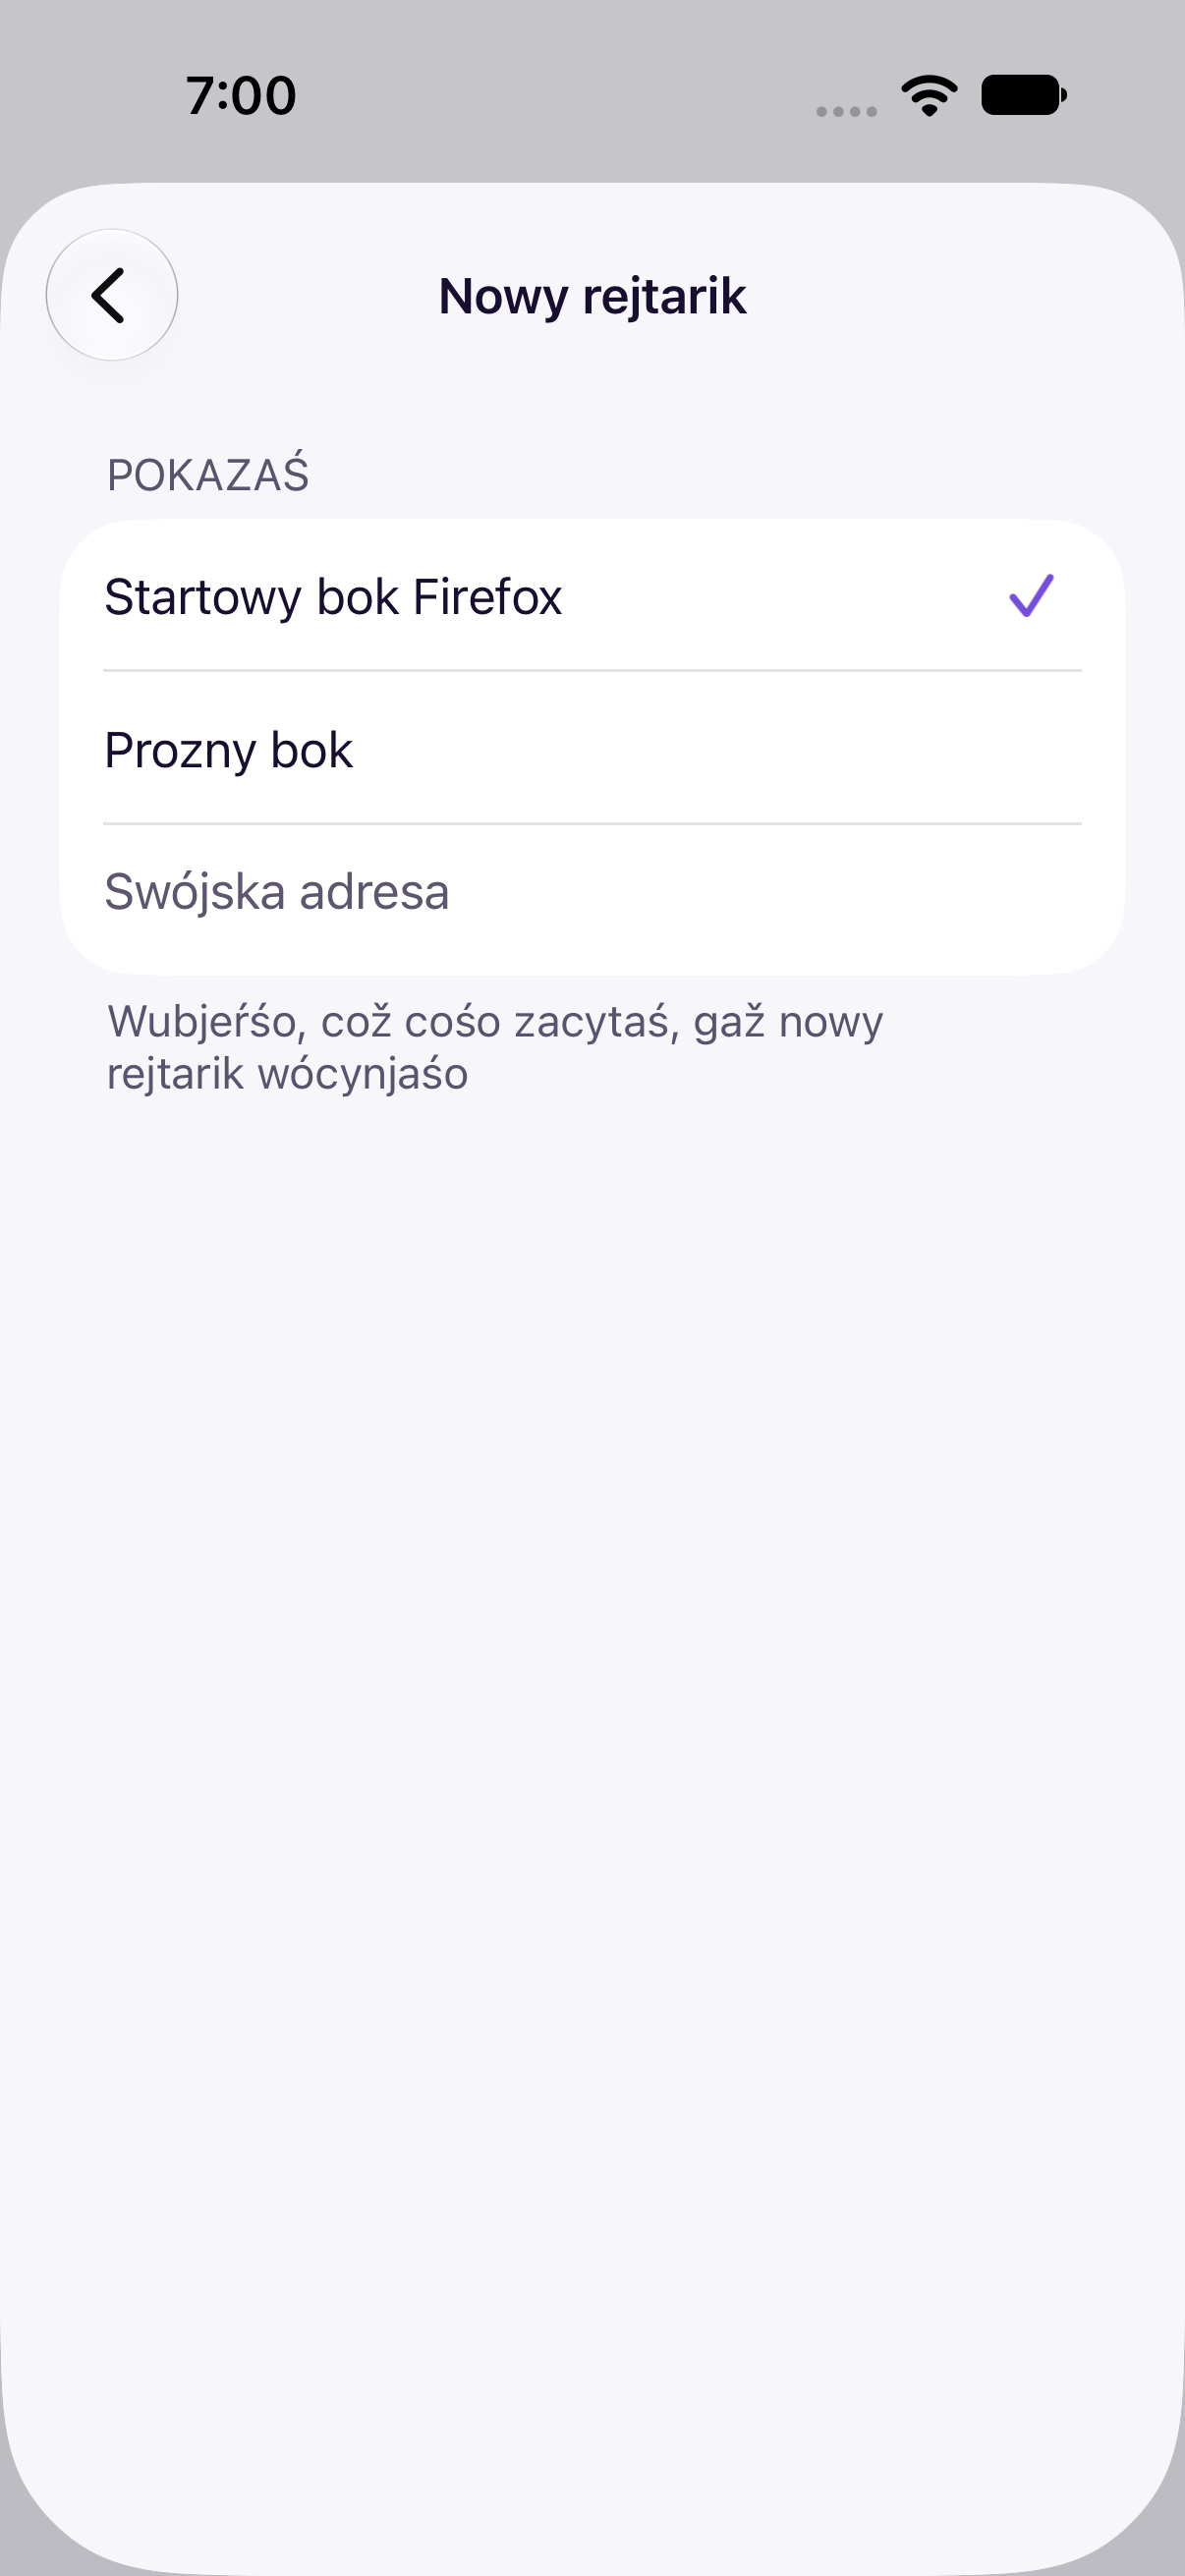 7:00
Nowy rejtarik
POKAZAŚ
Startowy bok Firefox
Prozny bok
Swójska adresa
Wubjeŕśo, což cośo zacytaś, gaž nowy
rejtarik wócynjaśo